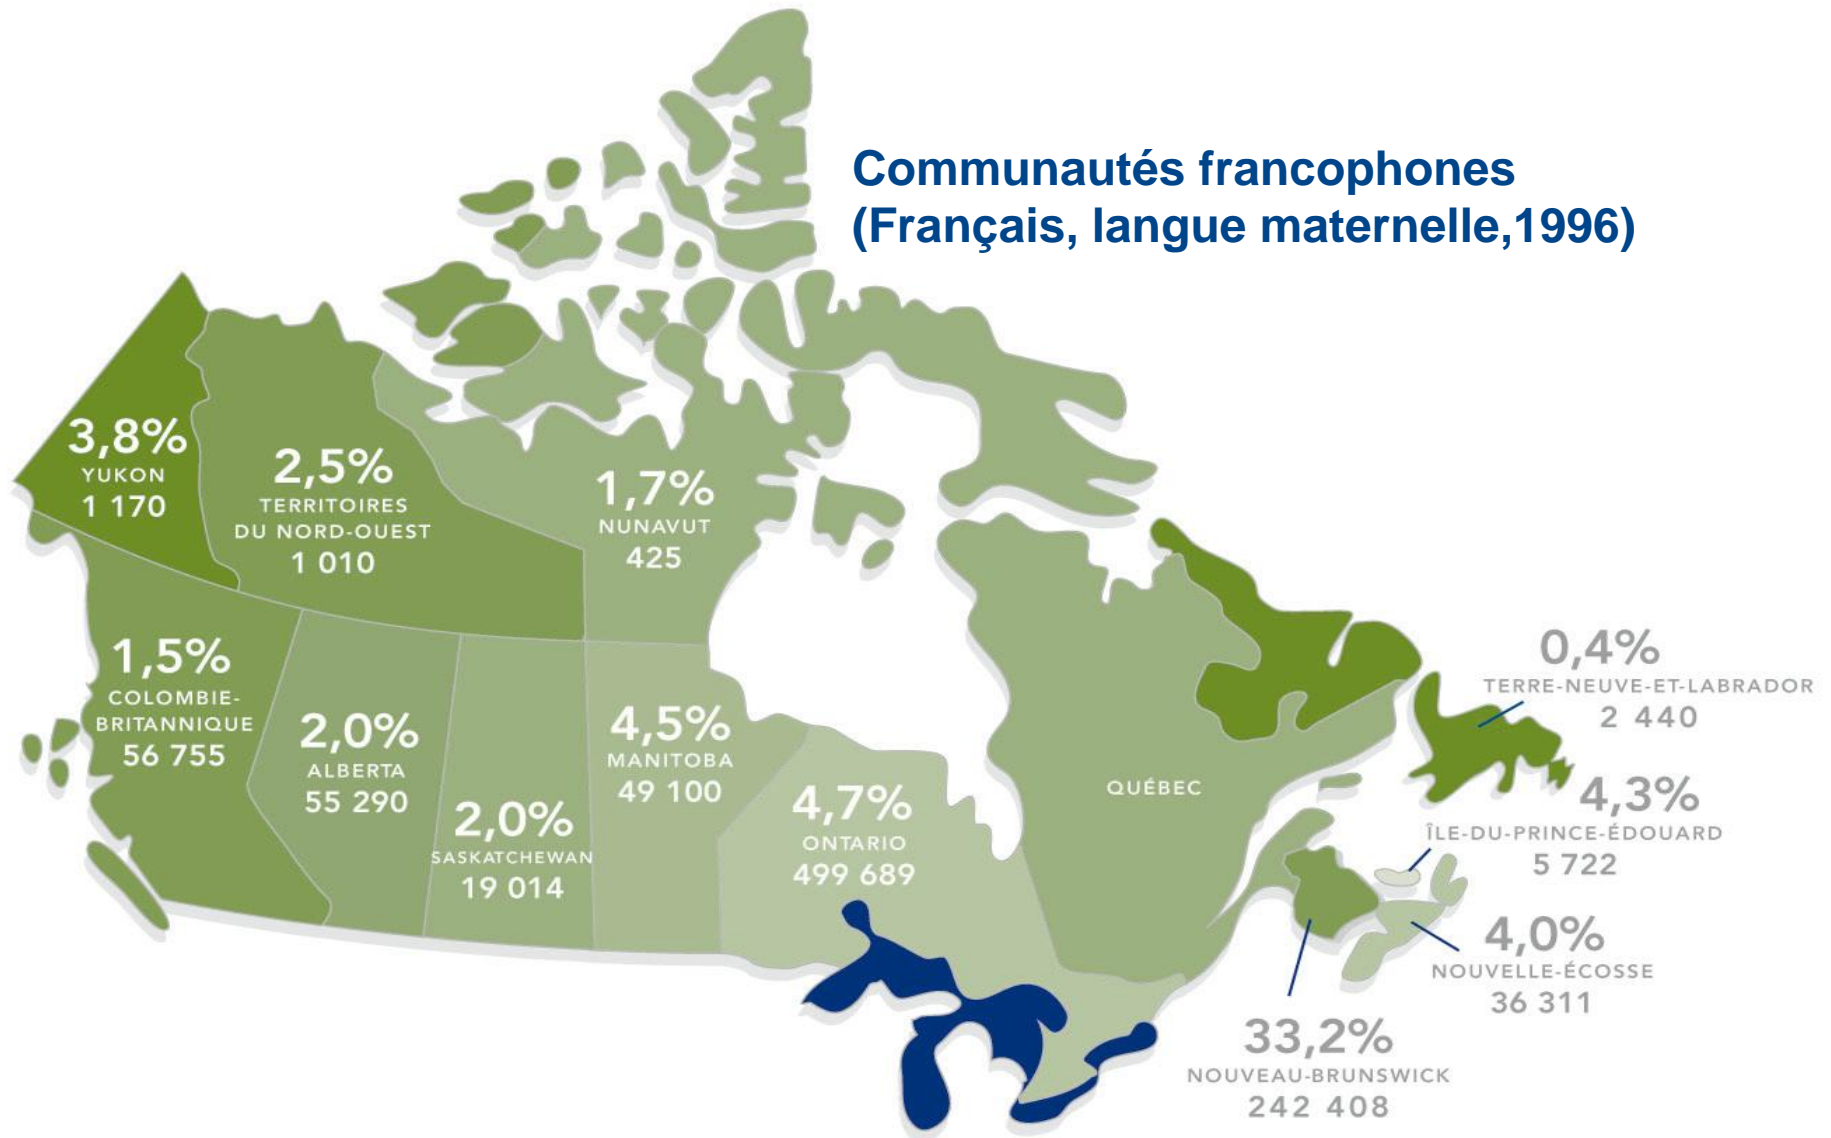 Communautés francophones
(Français, langue maternelle,1996)
3,8%
YUKON
1 170
2,5%
TERRITOIRES
DU NORD-OUEST
1 010
1,7%
NUNAVUT
425
1,5%
COLOMBIE-
BRITANNIQUE
56 755
2,0%
ALBERTA
55 290
2,0%
SASKATCHEWAN
19 014
4,5%
MANITOBA
49 100
4,7%
ONTARIO
499 689
QUÉBEC
0,4%
TERRE-NEUVE-ET-LABRADOR
2 440
4,3%
ÎLE-DU-PRINCE-ÉDOUARD
5 722
4,0%
NOUVELLE-ÉCOSSE
36 311
33,2%
NOUVEAU-BRUNSWICK
242 408